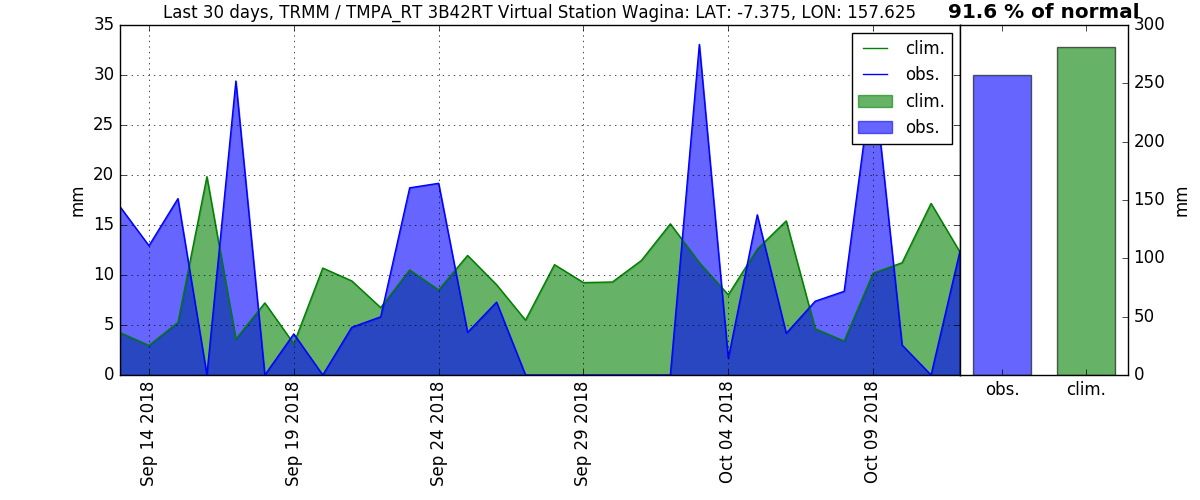 Last 30 days, TRMM / TMPA_RT 3B42RT Virtual Station Wagina: LAT: -7.375, LON: 157.625
91.6 % of normal
35
30
25
20
15
10
5
0
mm
clim.
obs.
clim.
obs.
Sep 14 2018
Sep 19 2018
Sep 24 2018
Sep 29 2018
Oct 04 2018
Oct 09 2018
300
250
200
150
100
50
0
mm
obs.
clim.